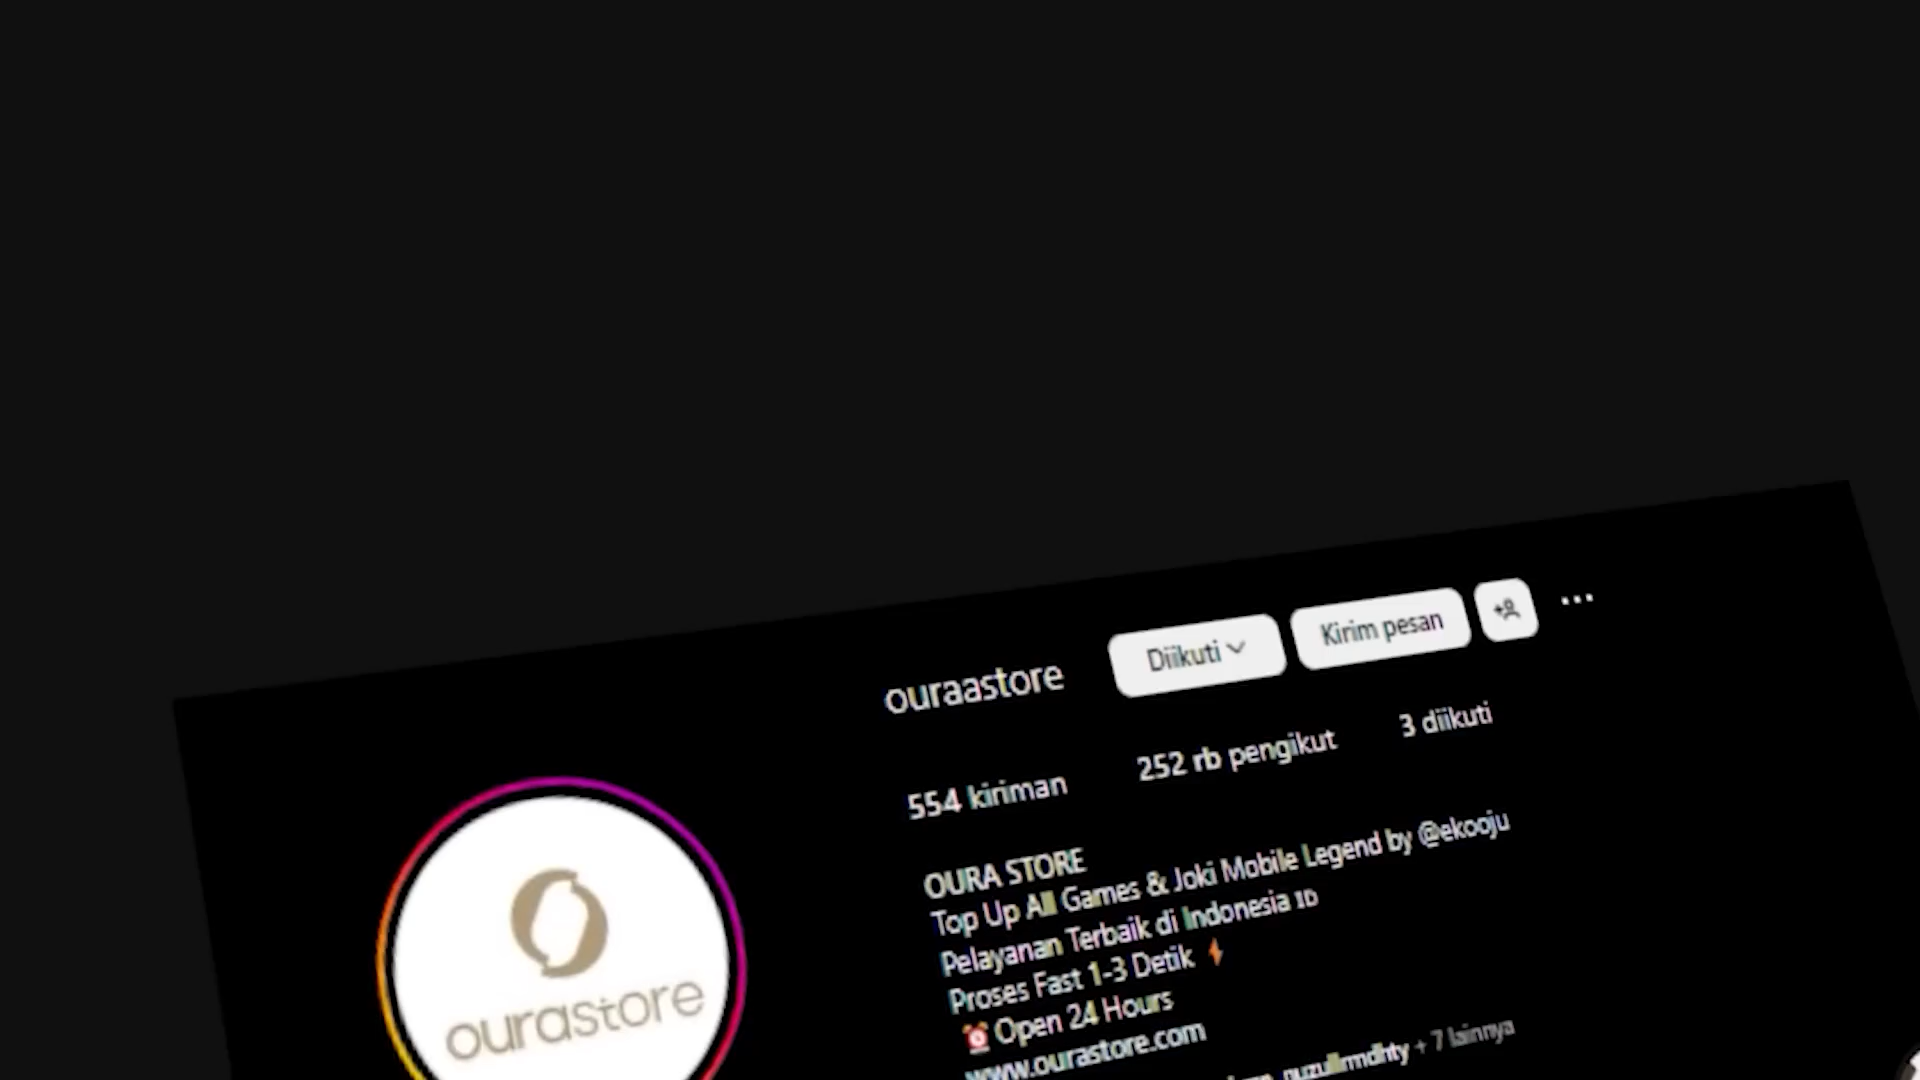 ouraastore Diikuti Kirim pesan ...
554 kiriman 252 rb pengikut 3 diikuti
OURA STORE
Top Up All Games & Joki Mobile Legend by @ekooju
Pelayanan Terbaik di Indonesia ID
Proses Fast 1-3 Detik ⚡
⏰ Open 24 Hours
www.ourastore.com
nuzullrmdhty + 7 lainnya
ourastore